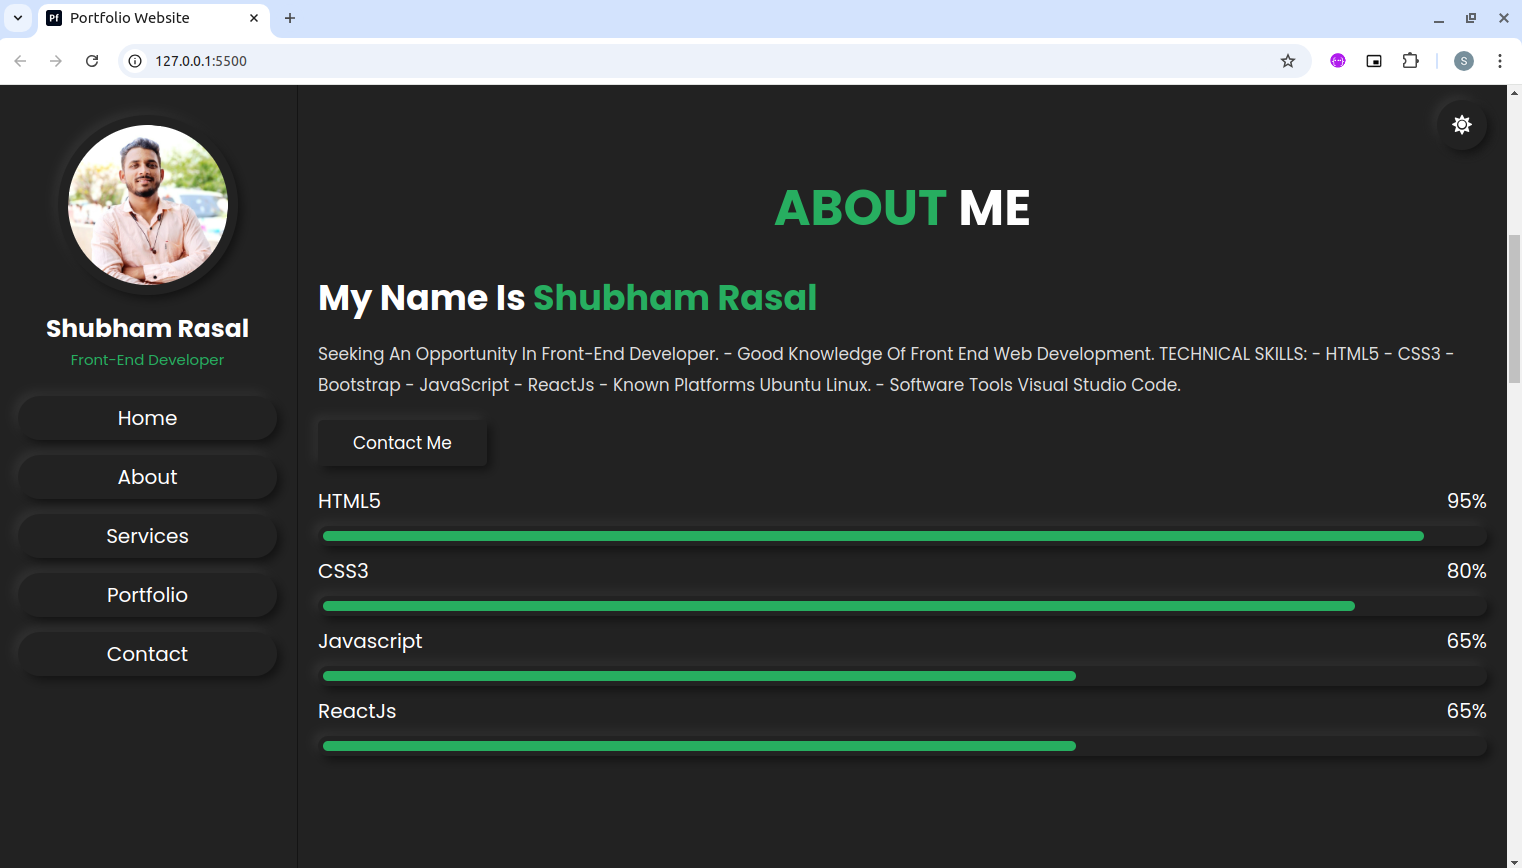 Pf Portfolio Website
127.0.0.1:5500
S
Shubham Rasal
Front-End Developer
Home
About
Services
Portfolio
Contact
ABOUT ME
My Name Is Shubham Rasal
Seeking An Opportunity In Front-End Developer. - Good Knowledge Of Front End Web Development. TECHNICAL SKILLS: - HTML5 - CSS3 -
Bootstrap - JavaScript - ReactJs - Known Platforms Ubuntu Linux. - Software Tools Visual Studio Code.
Contact Me
HTML5 95%
CSS3 80%
Javascript 65%
ReactJs 65%